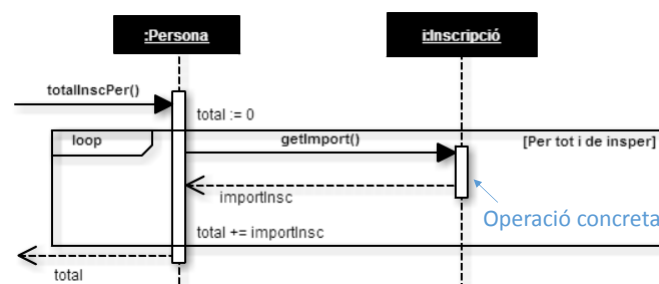 :Persona
i:Inscripció
totalInscPer()
total := 0
loop
getImport()
[Per tot i de insper]
importInsc
Operació concreta
total += importInsc
total